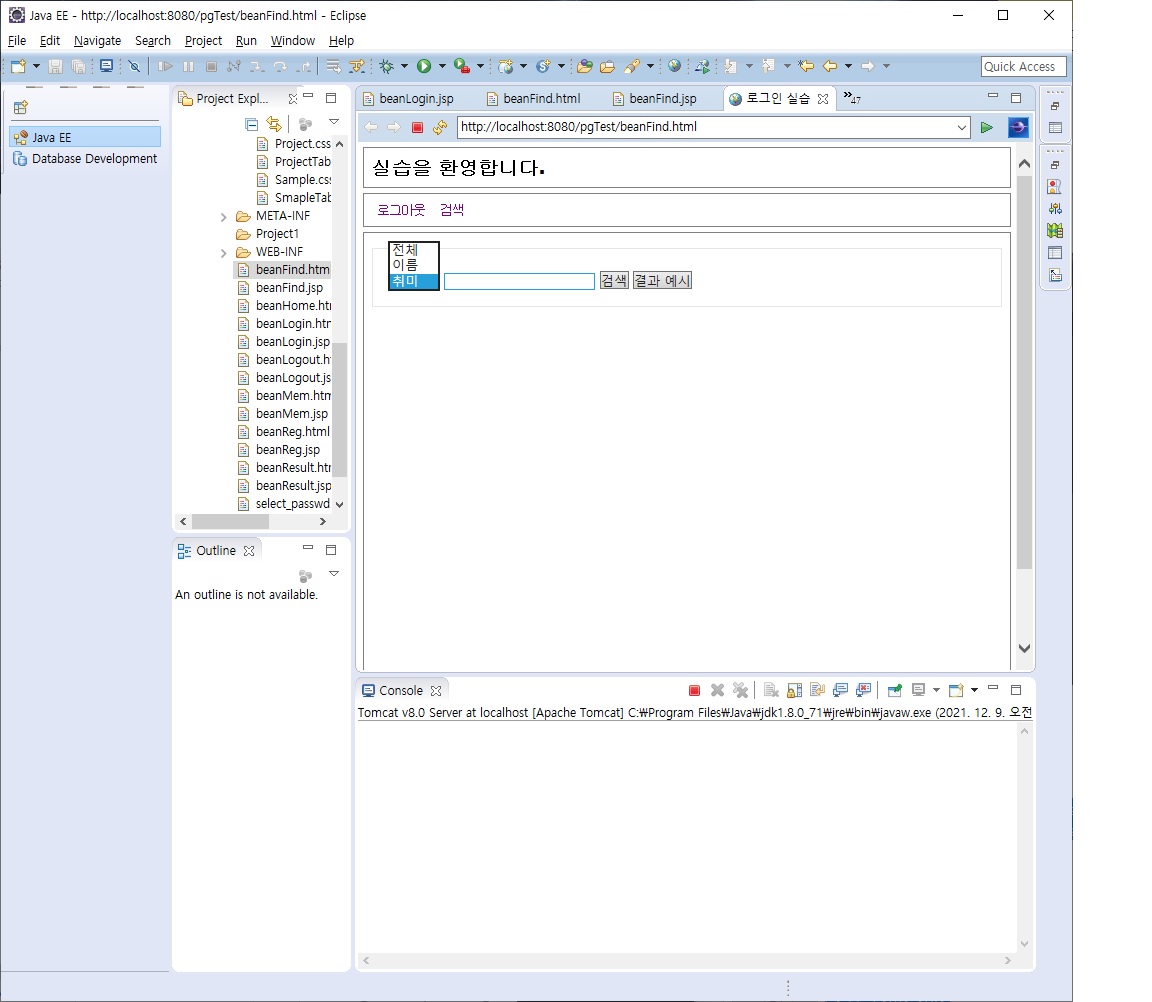 Java EE - http://localhost:8080/pgTest/beanFind.html - Eclipse
File Edit Navigate Search Project Run Window Help
Quick Access
Java EE
Database Development
Project Expl...
Project.css
ProjectTab
Sample.css
SmapleTab
META-INF
Project1
WEB-INF
beanFind.html
beanFind.jsp
beanHome.htm
beanLogin.htm
beanLogin.jsp
beanLogout.h
beanLogout.js
beanMem.htm
beanMem.jsp
beanReg.html
beanReg.jsp
beanResult.htm
beanResult.jsp
select_passwd
Outline
An outline is not available.
beanLogin.jsp beanFind.html beanFind.jsp 로그인 실습 »47
http://localhost:8080/pgTest/beanFind.html
실습을 환영합니다.
로그아웃 검색
전체
이름
취미
검색 결과 예시
Console
Tomcat v8.0 Server at localhost [Apache Tomcat] C:₩Program Files₩Java₩jdk1.8.0_71₩jre₩bin₩javaw.exe (2021. 12. 9. 오전